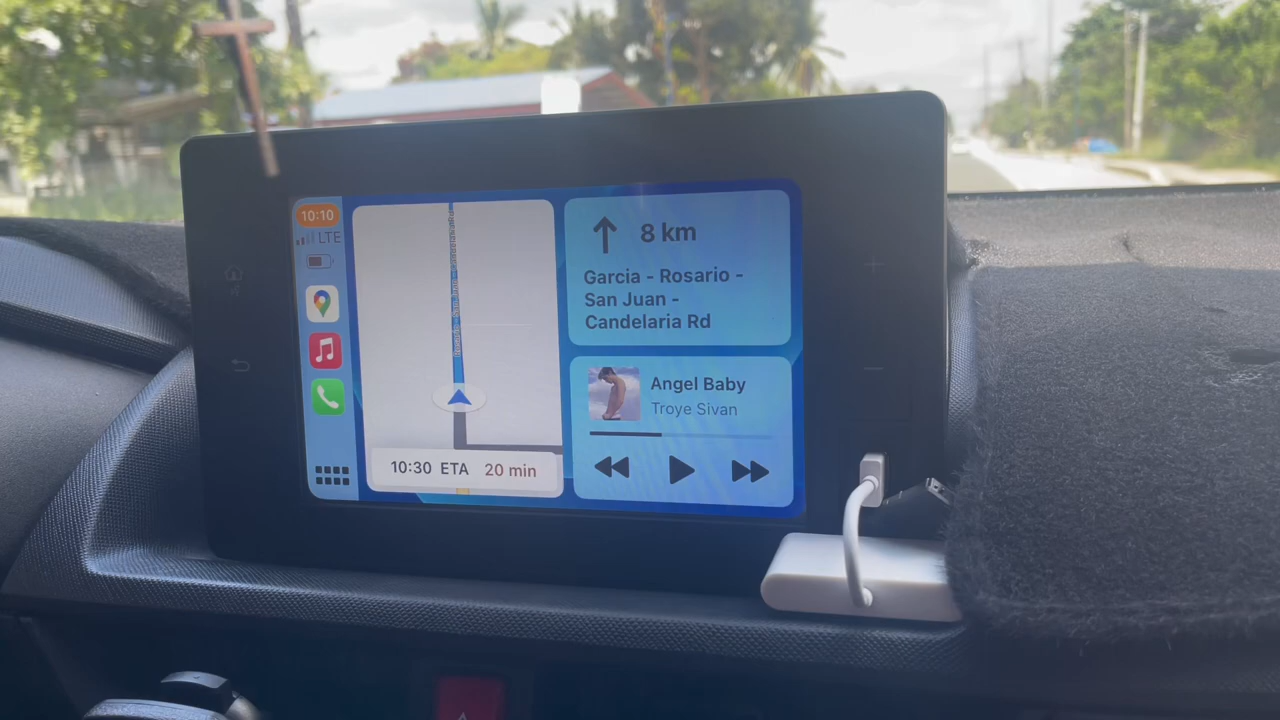 10:10
LTE
8 km
Garcia - Rosario -
San Juan -
Candelaria Rd
Angel Baby
Troye Sivan
10:30 ETA 20 min